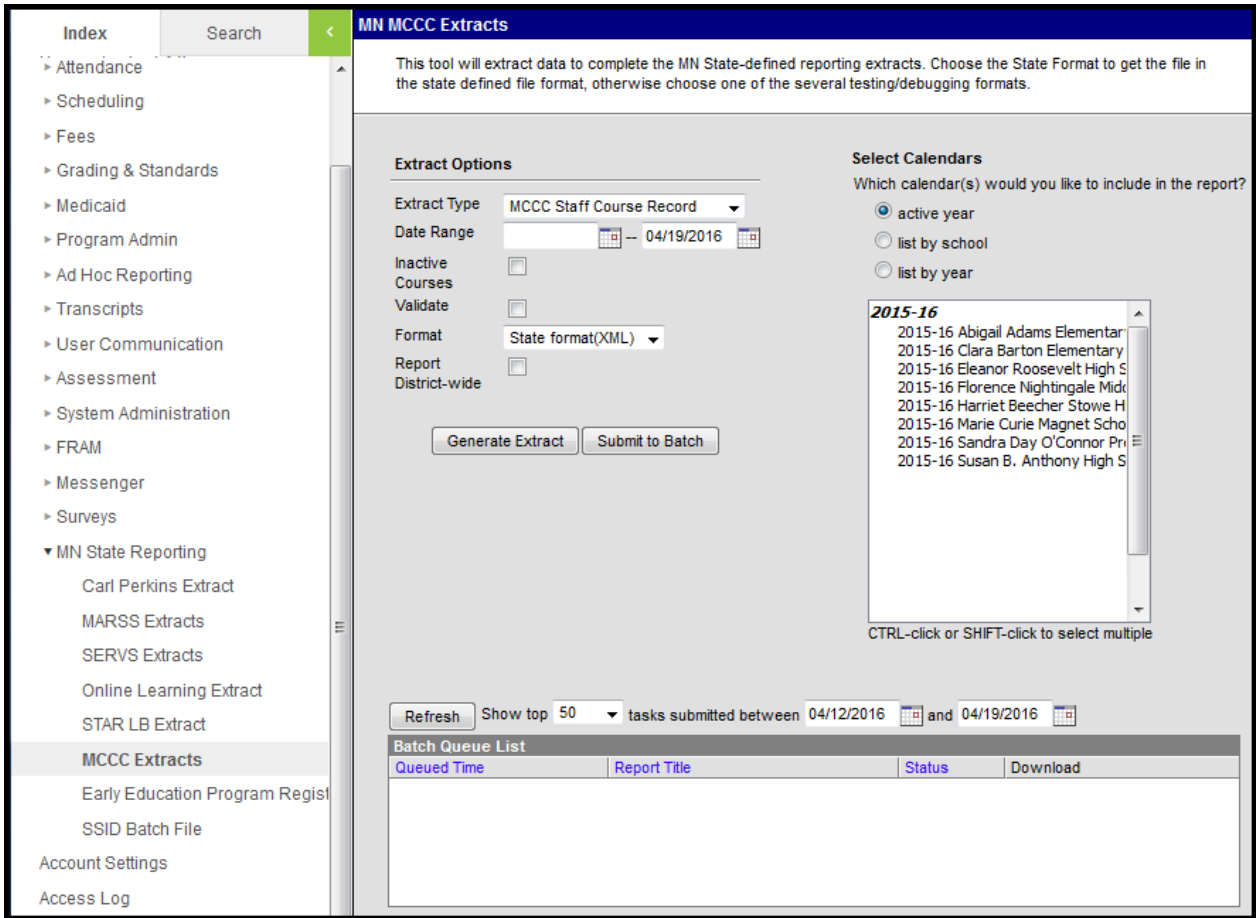 Index
Search
Attendance
Scheduling
Fees
Grading & Standards
Medicaid
Program Admin
Ad Hoc Reporting
Transcripts
User Communication
Assessment
System Administration
FRAM
Messenger
Surveys
MN State Reporting
Carl Perkins Extract
MARSS Extracts
SERVS Extracts
Online Learning Extract
STAR LB Extract
MCCC Extracts
Early Education Program Regist
SSID Batch File
Account Settings
Access Log
MN MCCC Extracts
This tool will extract data to complete the MN State-defined reporting extracts. Choose the State Format to get the file in
the state defined file format, otherwise choose one of the several testing/debugging formats.
Extract Options
Extract Type MCCC Staff Course Record
Date Range -- 04/19/2016
Inactive
Courses
Validate
Format State format(XML)
Report
District-wide
Generate Extract Submit to Batch
Select Calendars
Which calendar(s) would you like to include in the report?
active year
list by school
list by year
2015-16
2015-16 Abigail Adams Elementar
2015-16 Clara Barton Elementary
2015-16 Eleanor Roosevelt High S
2015-16 Florence Nightingale Midd
2015-16 Harriet Beecher Stowe H
2015-16 Marie Curie Magnet Scho
2015-16 Sandra Day O'Connor Pr
2015-16 Susan B. Anthony High S
CTRL-click or SHIFT-click to select multiple
Refresh Show top 50 tasks submitted between 04/12/2016 and 04/19/2016
Batch Queue List
Queued Time Report Title Status Download